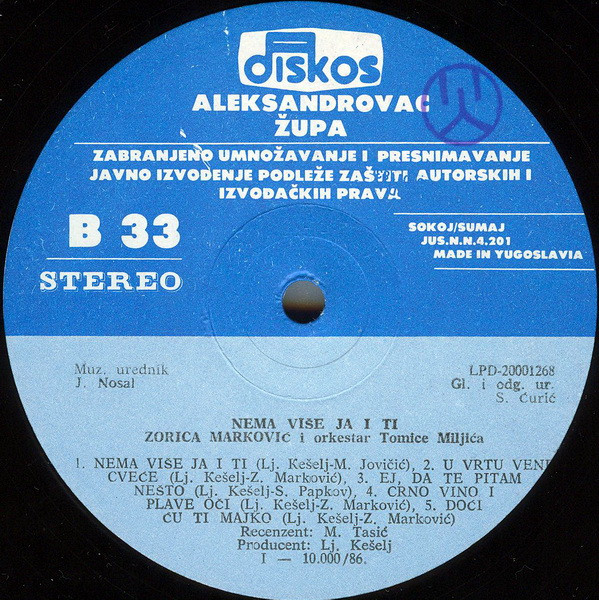 diskos
ALEKSANDROVAC
ŽUPA
ZABRANJENO UMNOŽAVANJE I PRESNIMAVANJE
JAVNO IZVOĐENJE PODLEŽE ZAŠTITI AUTORSKIH I
IZVOĐAČKIH PRAVA
B 33
STEREO
SOKOJ/SUMAJ
JUS.N.N.4.201
MADE IN YUGOSLAVIA
Muz. urednik
J. Nosal
LPD-20001268
Gl. i odg. ur.
S. Ćurić
NEMA VIŠE JA I TI
ZORICA MARKOVIĆ i orkestar Tomice Miljića
1. NEMA VIŠE JA I TI (Lj. Kešelj-M. Jovičić), 2. U VRTU VENE
CVEĆE (Lj. Kešelj-Z. Marković), 3. EJ, DA TE PITAM
NEŠTO (Lj. Kešelj-S. Papkov), 4. CRNO VINO I
PLAVE OČI (Lj. Kešelj-Z. Marković), 5. DOĆI
ĆU TI MAJKO (Lj. Kešelj-Z. Marković)
Recenzent: M. Tasić
Producent: Lj. Kešelj
I — 10.000/86.